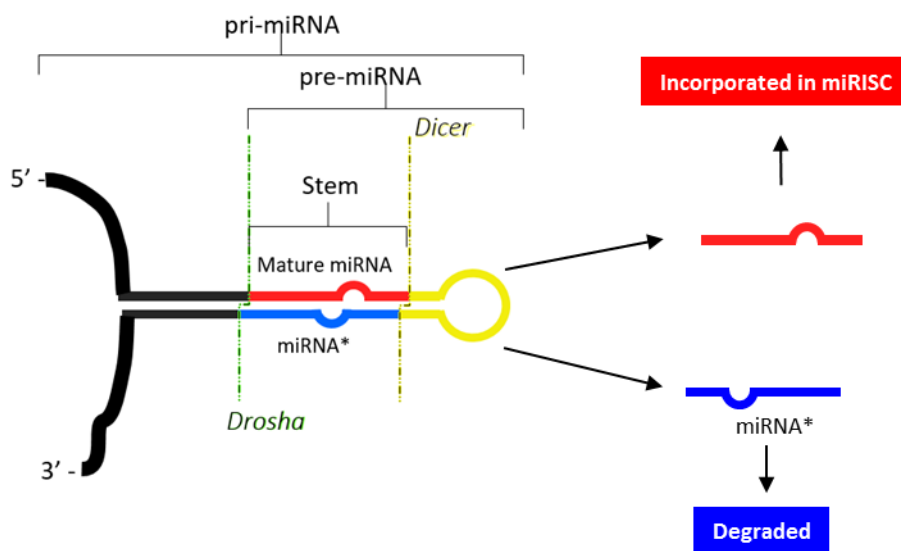 pri-miRNA
pre-miRNA
Incorporated in miRISC
Dicer
5’ -
Stem
Mature miRNA
miRNA*
Drosha
miRNA*
3’ -
Degraded